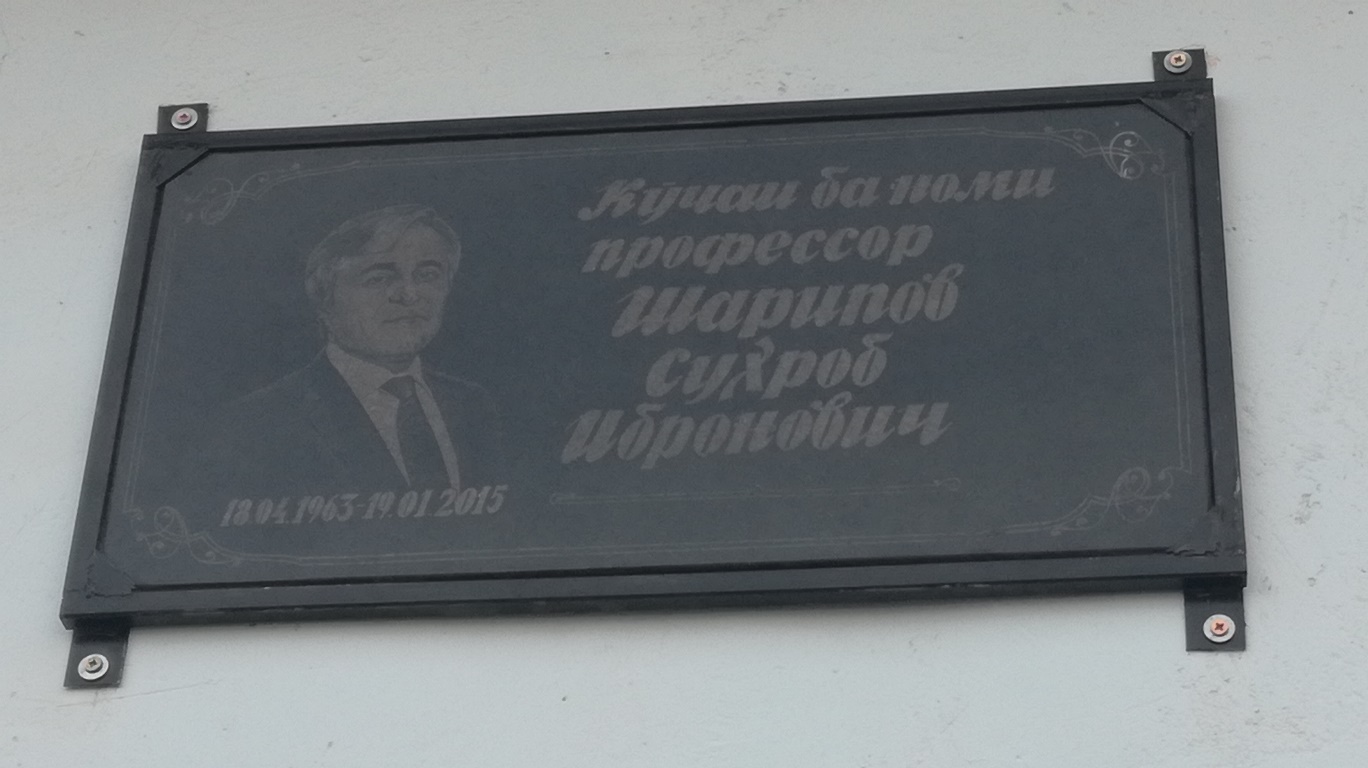 Кӯчаи ба номи
профессор
Шарипов
Сухроб
Ибронович
18.04.1963-19.01.2015